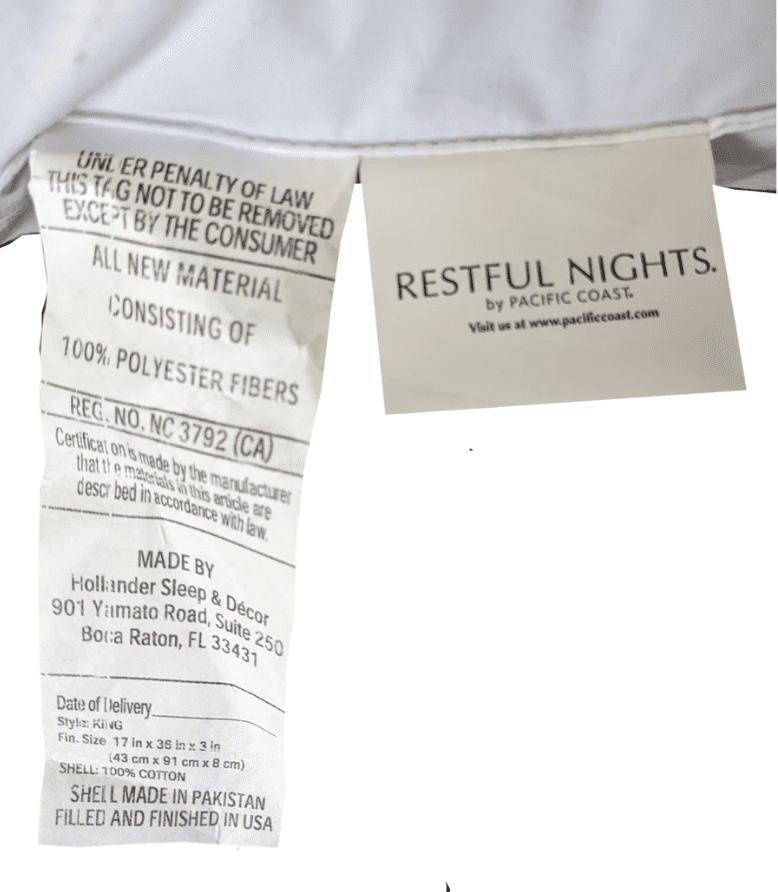 UNDER PENALTY OF LAW
THIS TAG NOT TO BE REMOVED
EXCEPT BY THE CONSUMER
ALL NEW MATERIAL
CONSISTING OF
100% POLYESTER FIBERS
REG. NO. NC 3792 (CA)
Certification is made by the manufacturer
that the materials in this article are
described in accordance with law.
MADE BY
Hollander Sleep & Décor
901 Yamato Road, Suite 250
Boca Raton, FL 33431
Date of Delivery
Style: KING
Fin. Size 17 in x 36 in x 3 in
(43 cm x 91 cm x 8 cm)
SHELL: 100% COTTON
SHELL MADE IN PAKISTAN
FILLED AND FINISHED IN USA
RESTFUL NIGHTS.
by PACIFIC COAST.
Visit us at www.pacificcoast.com